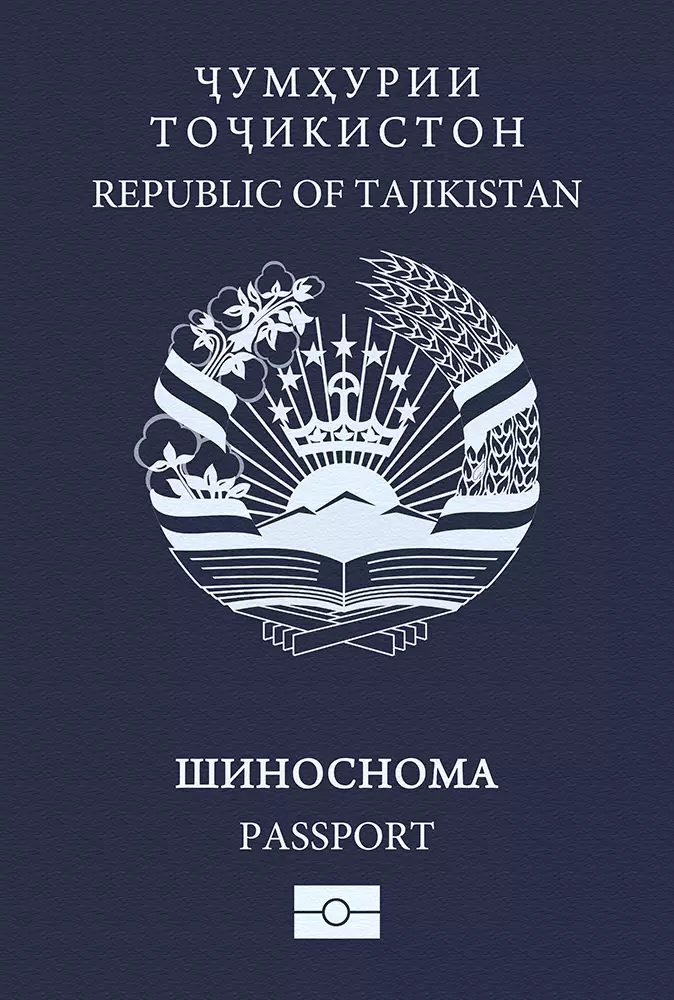 ҶУМҲУРИИ
ТОҶИКИСТОН
REPUBLIC OF TAJIKISTAN
ШИНОСНОМА
PASSPORT